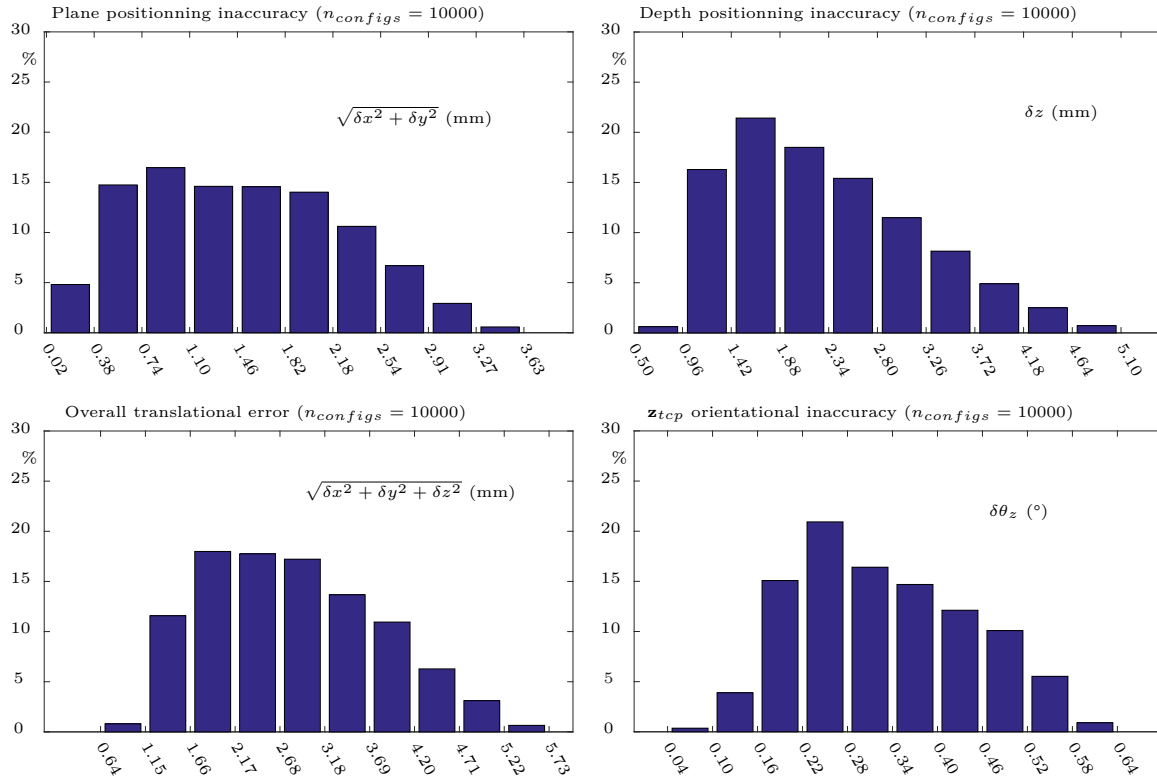 Plane positionning inaccuracy (n_configs = 10000)
30
%
25
20
15
10
5
0
√δx² + δy² (mm)
0.02 0.38 0.74 1.10 1.46 1.82 2.18 2.54 2.91 3.27 3.63
Depth positionning inaccuracy (n_configs = 10000)
30
%
25
20
15
10
5
0
δz (mm)
0.50 0.96 1.42 1.88 2.34 2.80 3.26 3.72 4.18 4.64 5.10
Overall translational error (n_configs = 10000)
30
%
25
20
15
10
5
0
√δx² + δy² + δz² (mm)
0.64 1.15 1.66 2.17 2.68 3.18 3.69 4.20 4.71 5.22 5.73
z_tcp orientational inaccuracy (n_configs = 10000)
30
%
25
20
15
10
5
0
δθ_z (°)
0.04 0.10 0.16 0.22 0.28 0.34 0.40 0.46 0.52 0.58 0.64